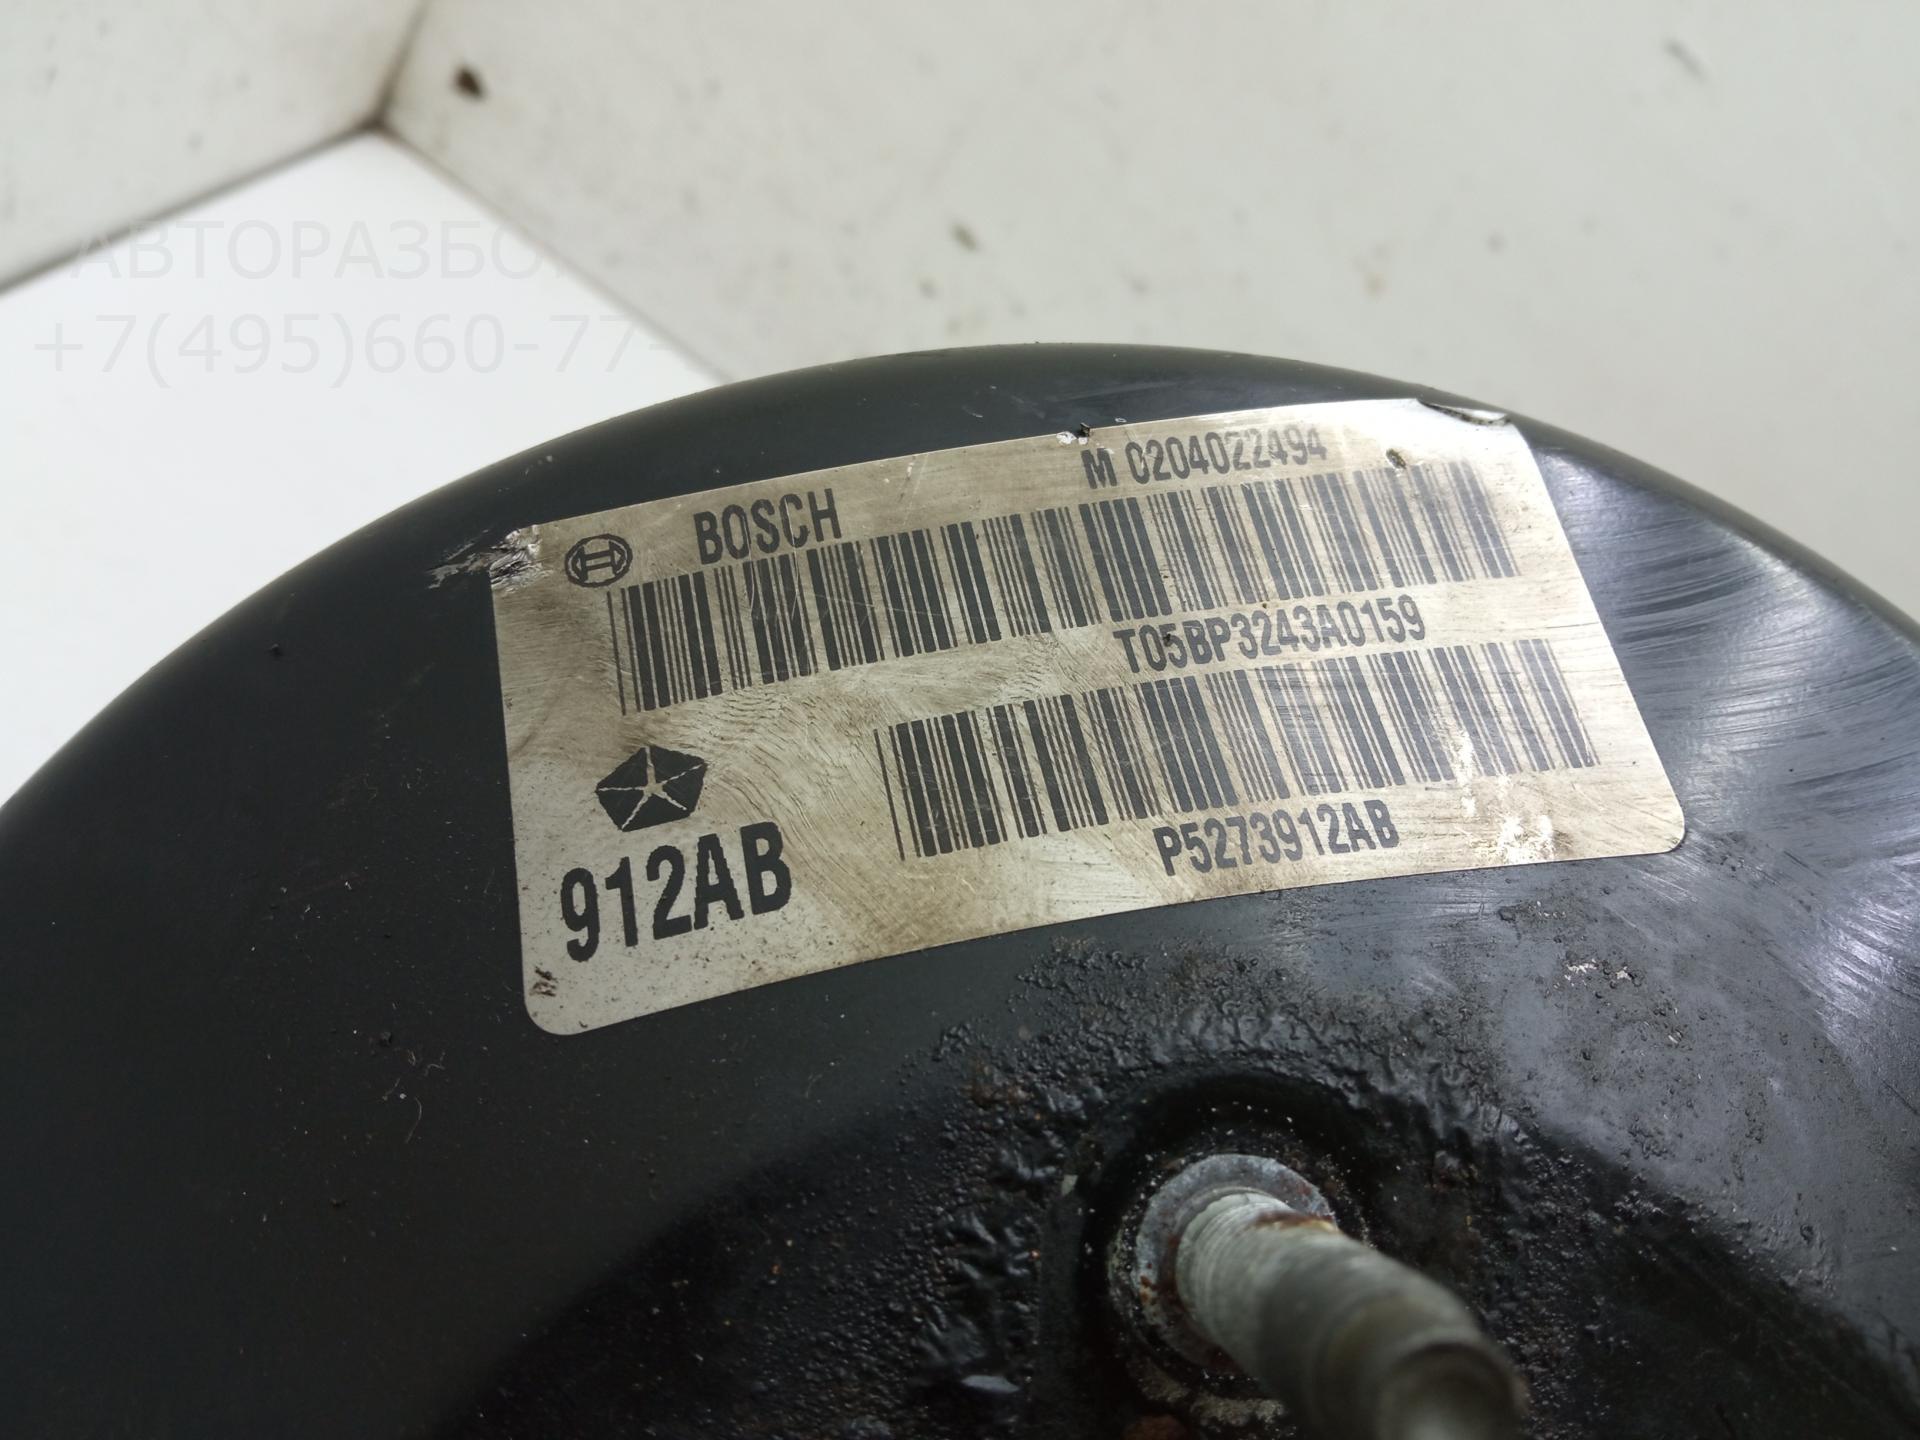 АВТОРАЗБО
+7(495)660-77-
BOSCH
M 0204022494
T05BP3243A0159
912AB
P5273912AB